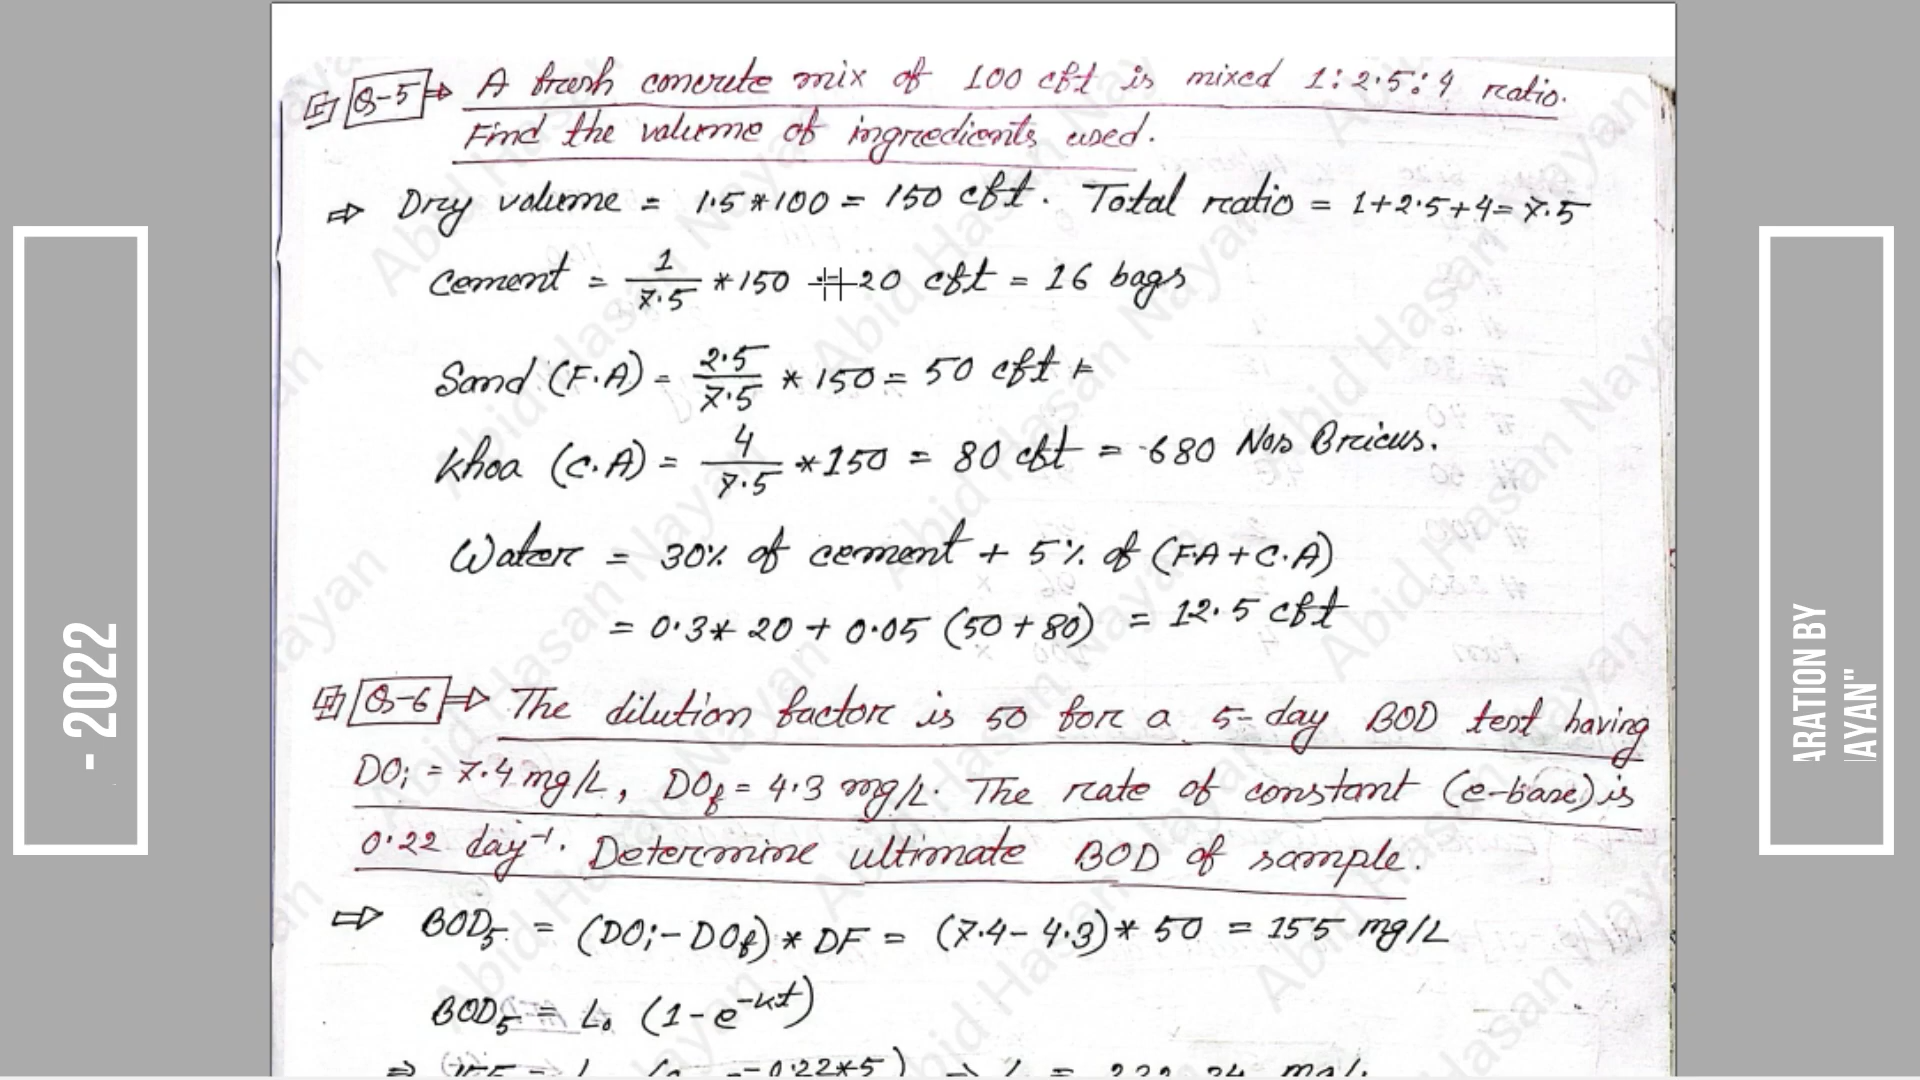 Q-5 ⇒ A fresh concrete mix of 100 cft is mixed 1:2.5:4 ratio.
Find the volume of ingredients used.
⇒ Dry volume = 1.5*100 = 150 cft. Total ratio = 1+2.5+4=7.5
Cement = 1/7.5 *150 = 20 cft = 16 bags
Sand (F.A) = 2.5/7.5 * 150 = 50 cft
Khoa (C.A) = 4/7.5 *150 = 80 cft = 680 Nos Bricks.
Water = 30% of cement + 5% of (F.A + C.A)
= 0.3* 20 + 0.05 (50+80) = 12.5 cft
Q-6 ⇒ The dilution factor is 50 for a 5-day BOD test having
DOi = 7.4 mg/L, DOf = 4.3 mg/L. The rate of constant (e-base) is
0.22 day⁻¹. Determine ultimate BOD of sample.
⇒ BOD5 = (DOi - DOf) * DF = (7.4 - 4.3)* 50 = 155 mg/L
BOD5 = L₀ (1-e^-kt)
- 2022
ARATION BY
AYAN"
Abid Hasan Nayan